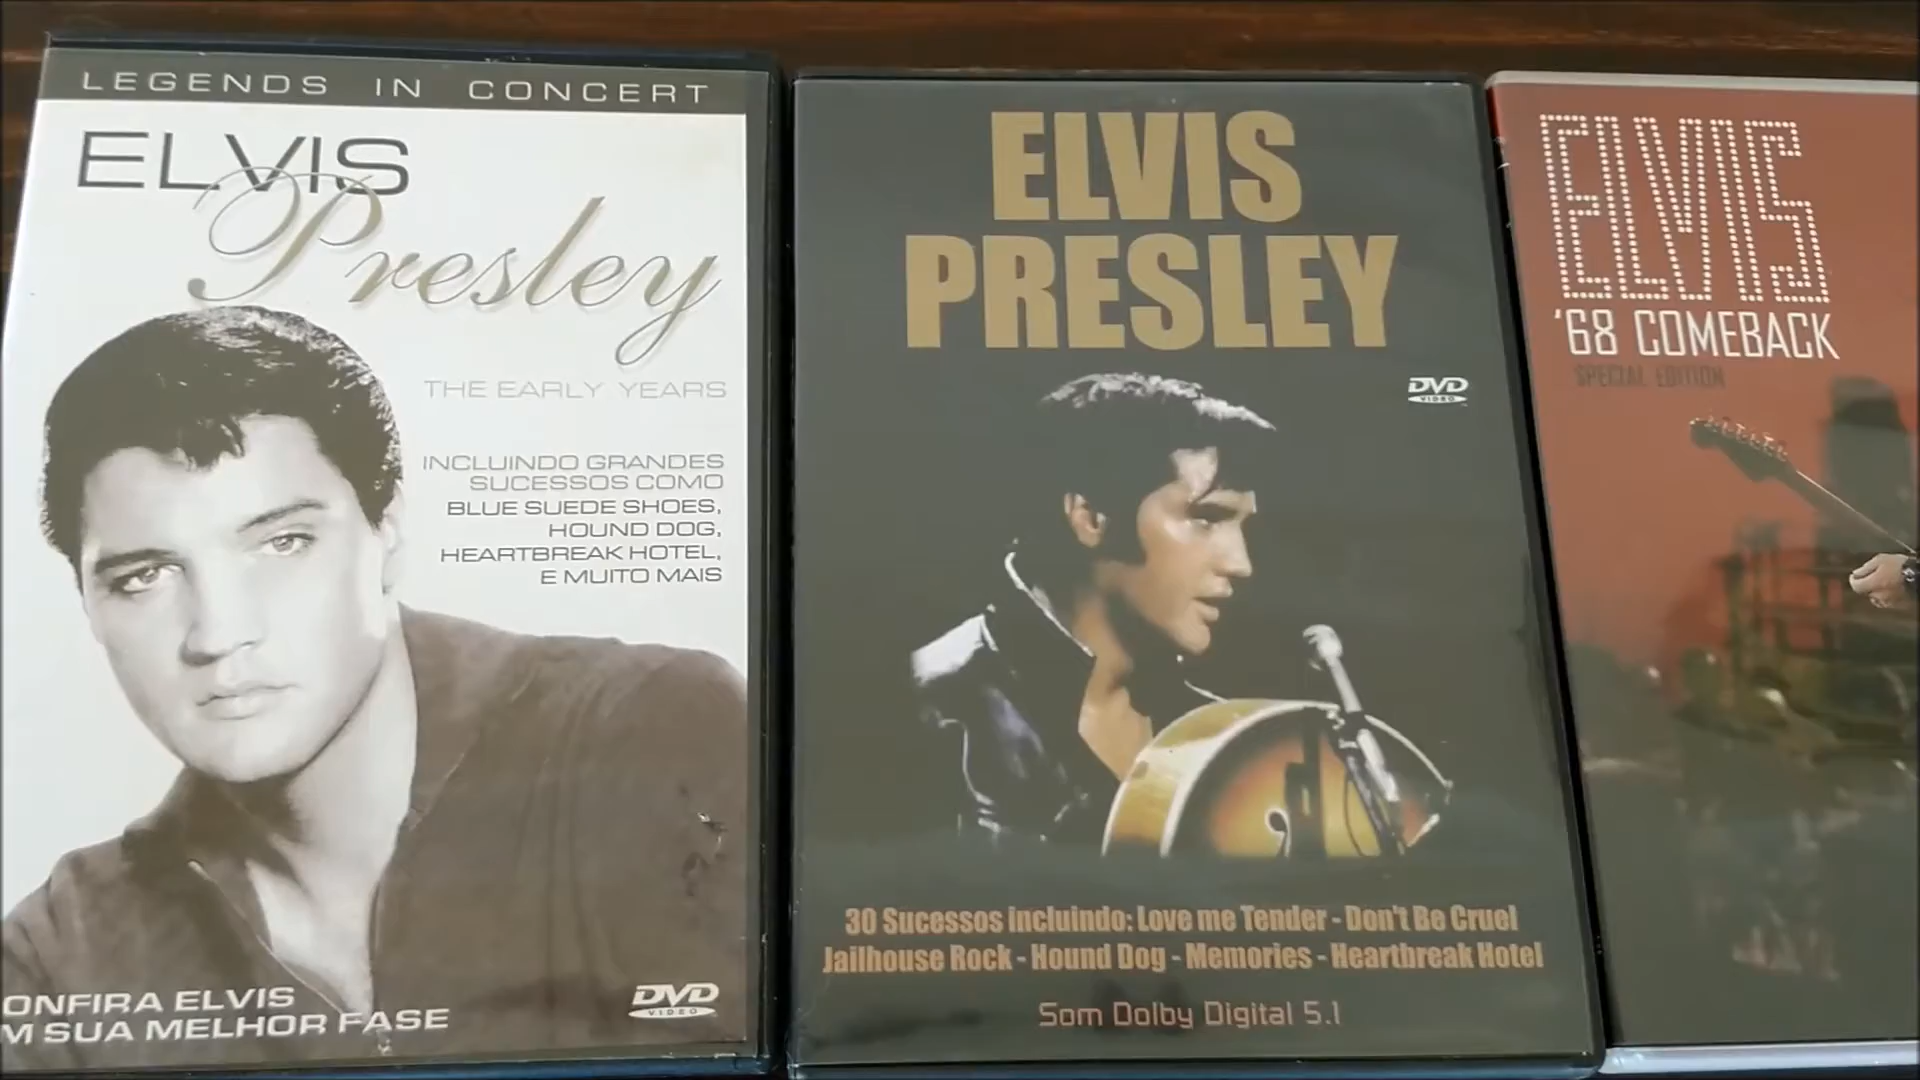 LEGENDS IN CONCERT
ELVIS
Presley
THE EARLY YEARS
INCLUINDO GRANDES
SUCESSOS COMO
BLUE SUEDE SHOES,
HOUND DOG,
HEARTBREAK HOTEL,
E MUITO MAIS
ONFIRA ELVIS
M SUA MELHOR FASE
DVD
VIDEO
ELVIS
PRESLEY
DVD
VIDEO
30 Sucessos incluindo: Love me Tender - Don't Be Cruel
Jailhouse Rock - Hound Dog - Memories - Heartbreak Hotel
Som Dolby Digital 5.1
ELVIS
'68 COMEBACK
SPECIAL EDITION